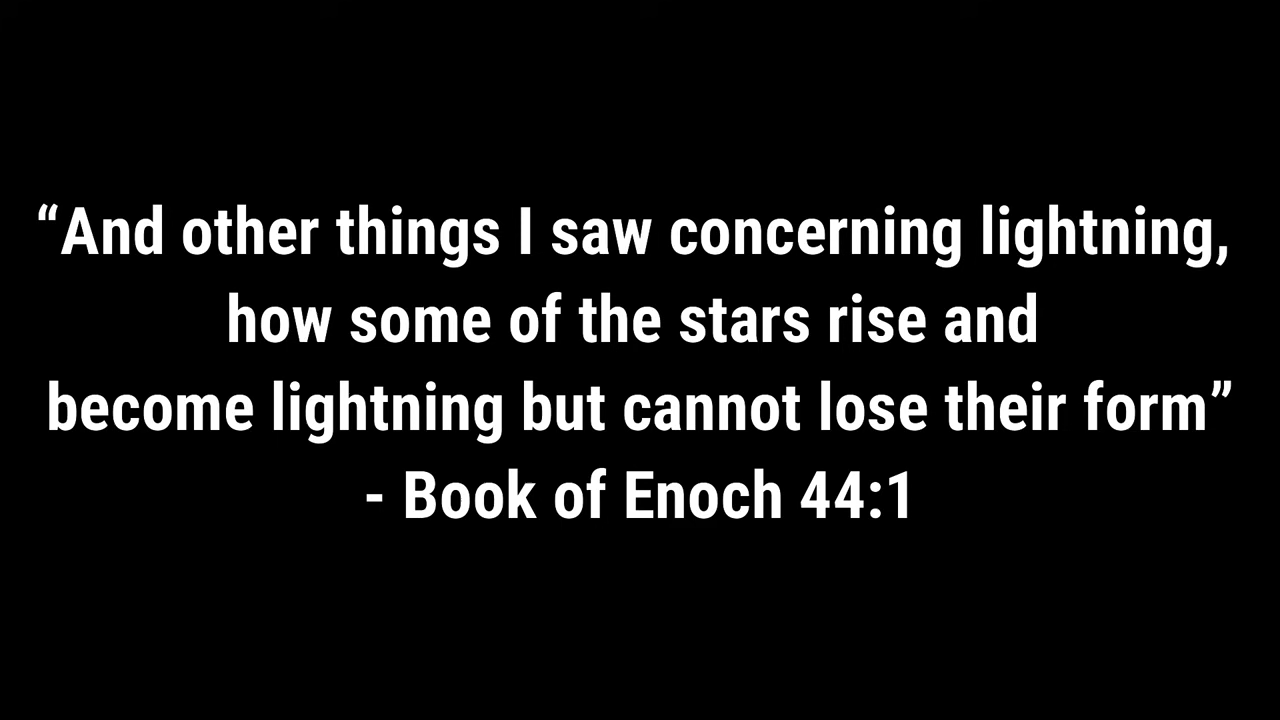 “And other things I saw concerning lightning,
how some of the stars rise and
become lightning but cannot lose their form”
- Book of Enoch 44:1